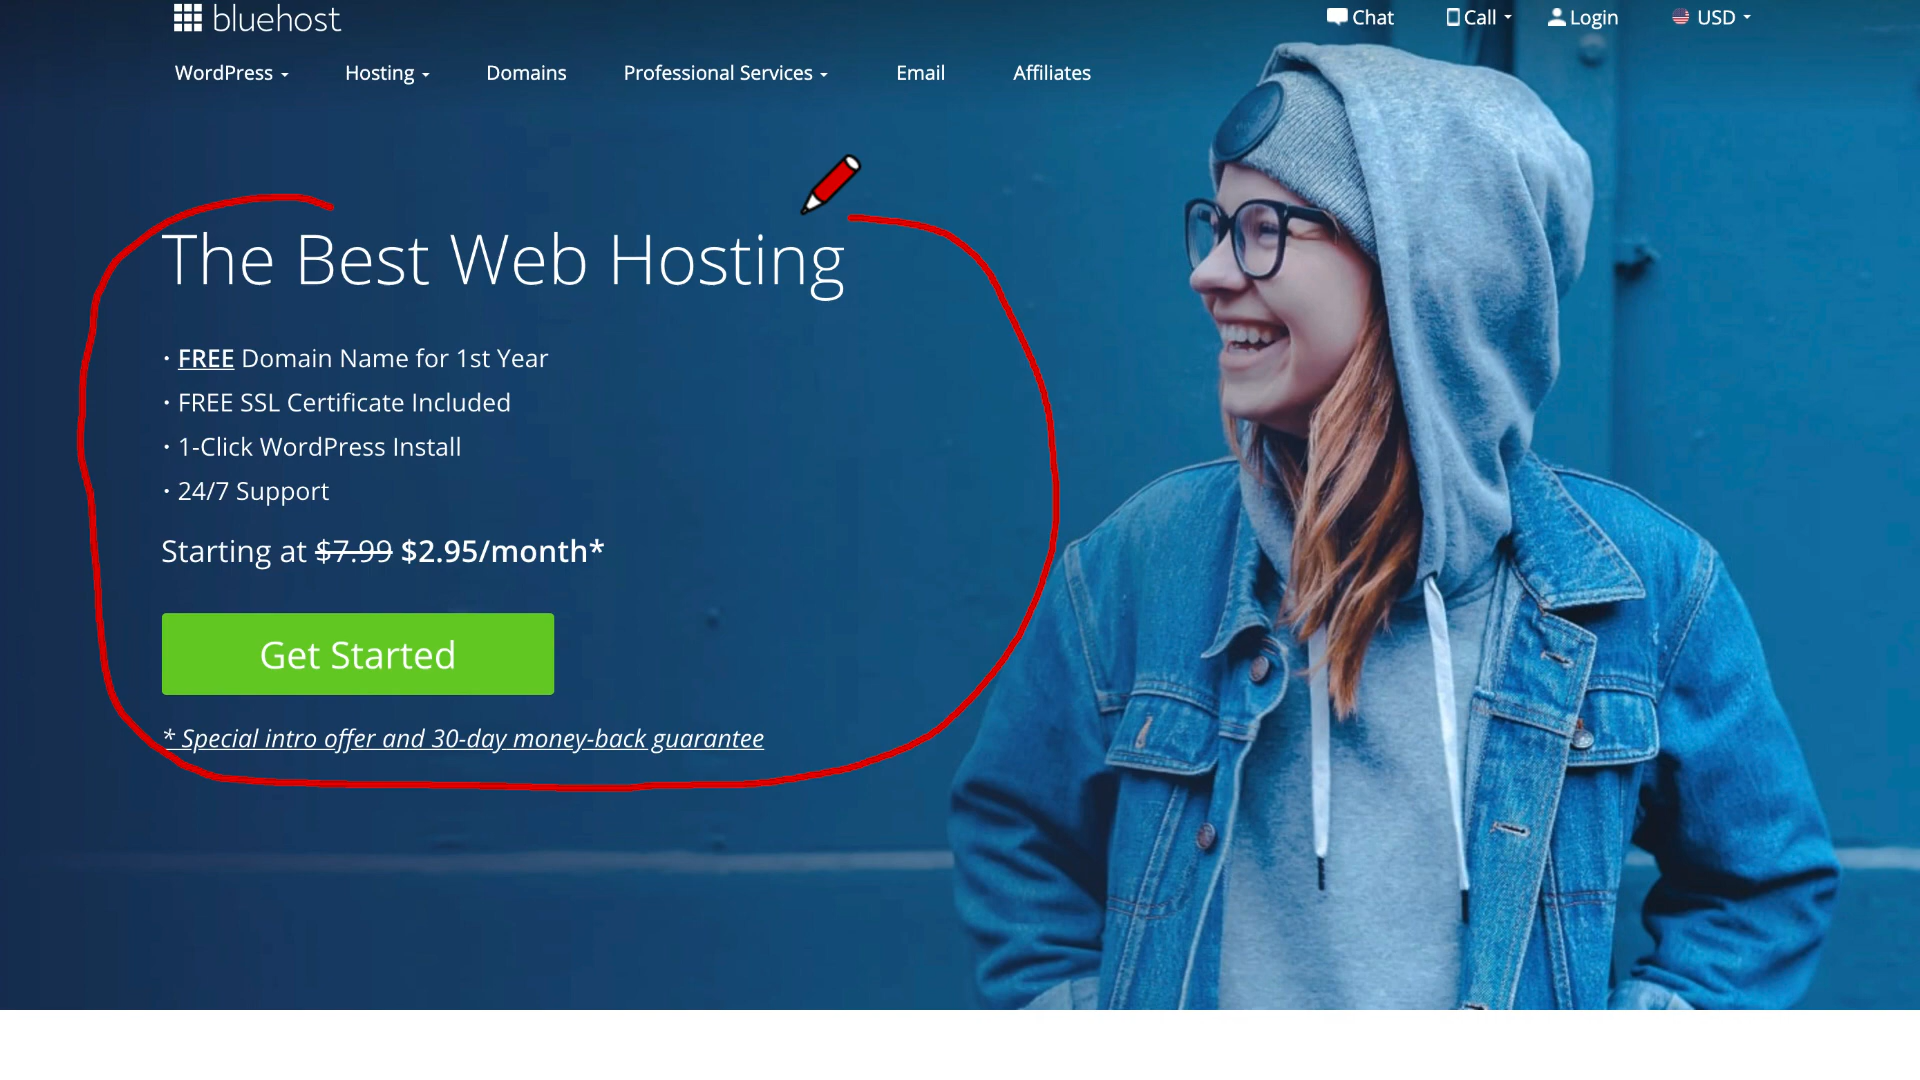 bluehost
Chat
Call
Login
USD
WordPress
Hosting
Domains
Professional Services
Email
Affiliates
The Best Web Hosting
· FREE Domain Name for 1st Year
· FREE SSL Certificate Included
· 1-Click WordPress Install
· 24/7 Support
Starting at $7.99 $2.95/month*
Get Started
* Special intro offer and 30-day money-back guarantee